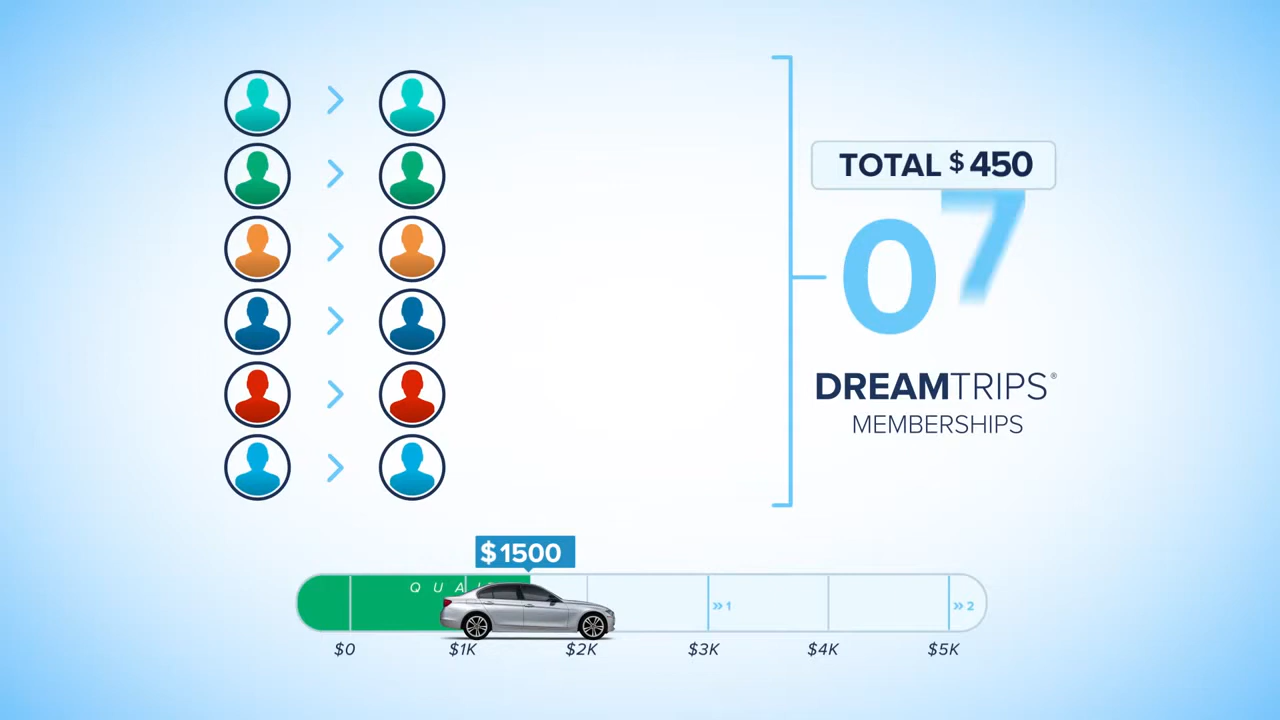 TOTAL $ 450
07
DREAMTRIPS®
MEMBERSHIPS
$1500
»1
»2
$0
$1K
$2K
$3K
$4K
$5K